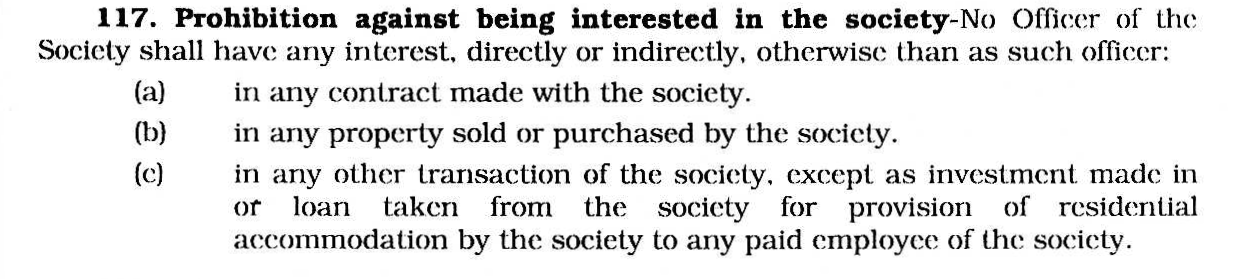 117. Prohibition against being interested in the society-No Officer of the
Society shall have any interest, directly or indirectly, otherwise than as such officer:
(a) in any contract made with the society.
(b) in any property sold or purchased by the society.
(c) in any other transaction of the society, except as investment made in
or loan taken from the society for provision of residential
accommodation by the society to any paid employee of the society.